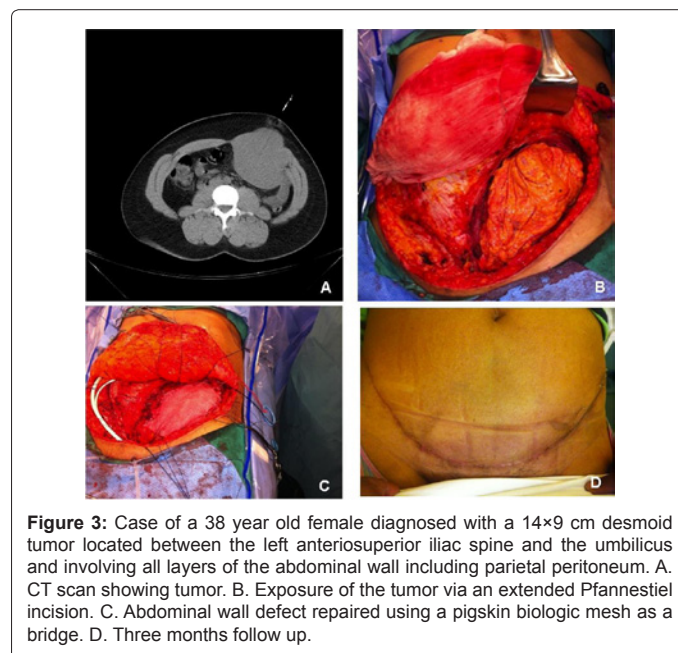 A
B
C
D
Figure 3: Case of a 38 year old female diagnosed with a 14×9 cm desmoid
tumor located between the left anteriosuperior iliac spine and the umbilicus
and involving all layers of the abdominal wall including parietal peritoneum. A.
CT scan showing tumor. B. Exposure of the tumor via an extended Pfannestiel
incision. C. Abdominal wall defect repaired using a pigskin biologic mesh as a
bridge. D. Three months follow up.